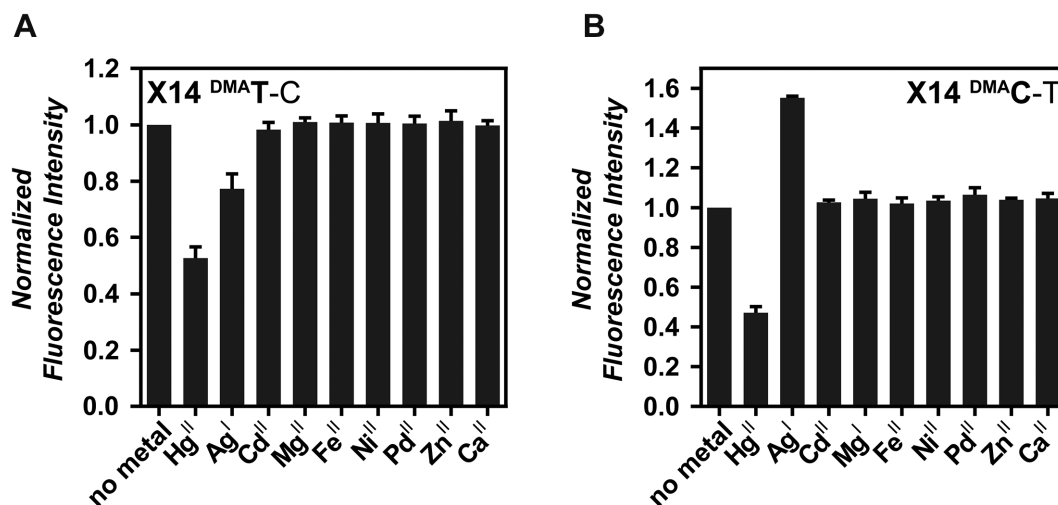 A
Normalized
Fluorescence Intensity
1.2
1.0
0.8
0.6
0.4
0.2
0.0
X14 ᴰᴹᴬT-C
no metal
Hgᴵᴵ
Agᴵ
Cdᴵᴵ
Mgᴵᴵ
Feᴵᴵ
Niᴵᴵ
Pdᴵᴵ
Znᴵᴵ
Caᴵᴵ
B
Normalized
Fluorescence Intensity
1.6
1.4
1.2
1.0
0.8
0.6
0.4
0.2
0.0
X14 ᴰᴹᴬC-T
no metal
Hgᴵᴵ
Agᴵ
Cdᴵᴵ
Mgᴵ
Feᴵᴵ
Niᴵᴵ
Pdᴵᴵ
Znᴵᴵ
Caᴵᴵ